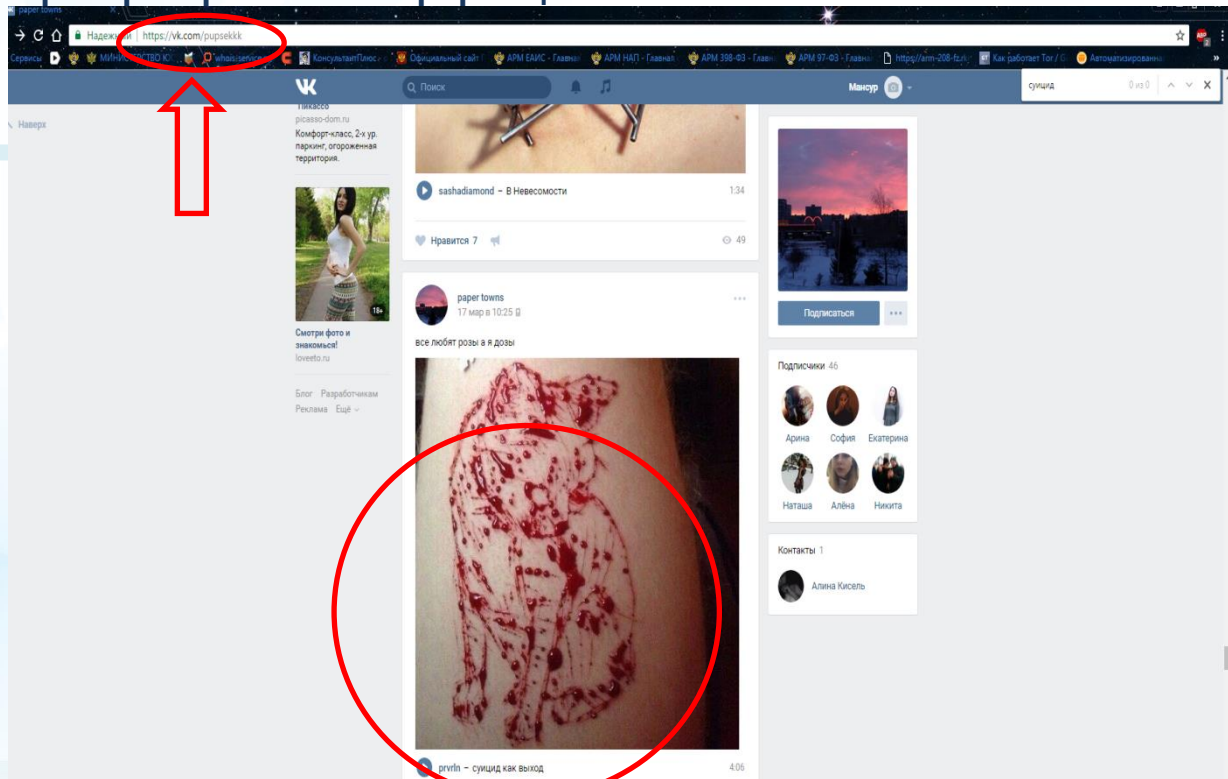 paper towns
Надежный | https://vk.com/pupsekkk
Сервисы
КонсультантПлюс
Официальный сайт
АРМ ЕАИС - Главная
АРМ НАП - Главная
АРМ 398-ФЗ - Главн
АРМ 97-ФЗ - Главна
Как работает Tor / G
Автоматизированн
Поиск
Мансур
суицид
0 из 0
Наверх
Пикассо
picasso-dom.ru
Комфорт-класс, 2-х ур.
паркинг, огороженная
территория.
18+
Смотри фото и
знакомься!
loveeto.ru
Блог Разработчикам
Реклама Ещё
sashadiamond – В Невесомости 1:34
Нравится 7
49
paper towns
17 мар в 10:25
все любят розы а я дозы
prvrln – суицид как выход 4:06
Подписаться
Подписчики 46
Арина София Екатерина
Наташа Алёна Никита
Контакты 1
Алина Кисель